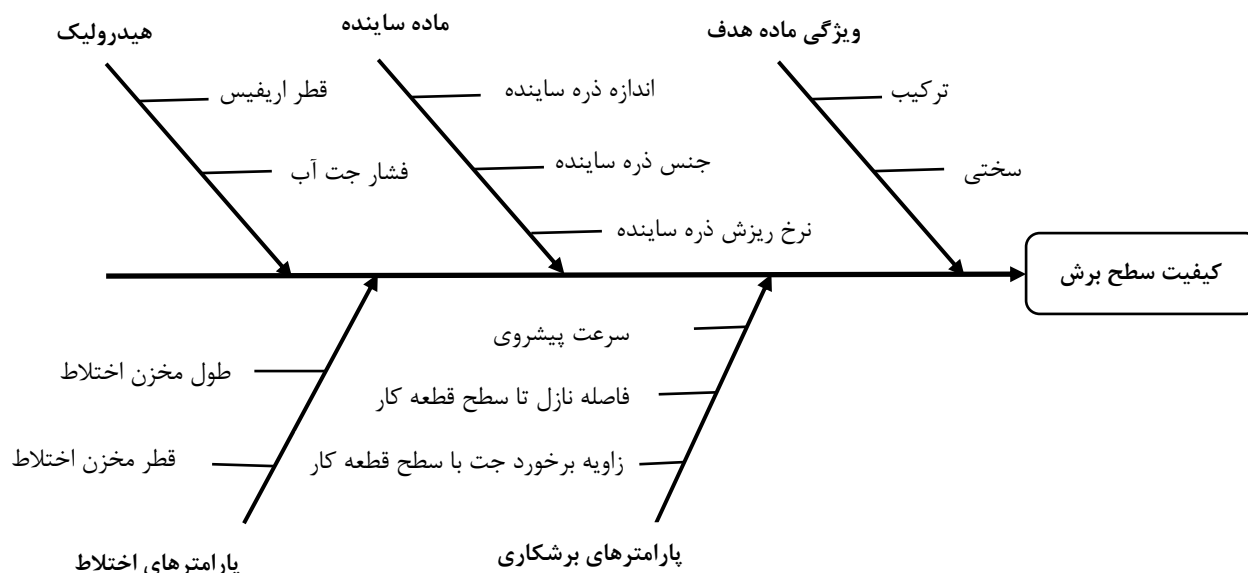 ویژگی ماده هدف
ترکیب
سختی
ماده ساینده
اندازه ذره ساینده
جنس ذره ساینده
نرخ ریزش ذره ساینده
هیدرولیک
قطر اریفیس
فشار جت آب
کیفیت سطح برش
سرعت پیشروی
فاصله نازل تا سطح قطعه کار
زاویه برخورد جت با سطح قطعه کار
پارامترهای برشکاری
طول مخزن اختلاط
قطر مخزن اختلاط
پارامترهای اختلاط